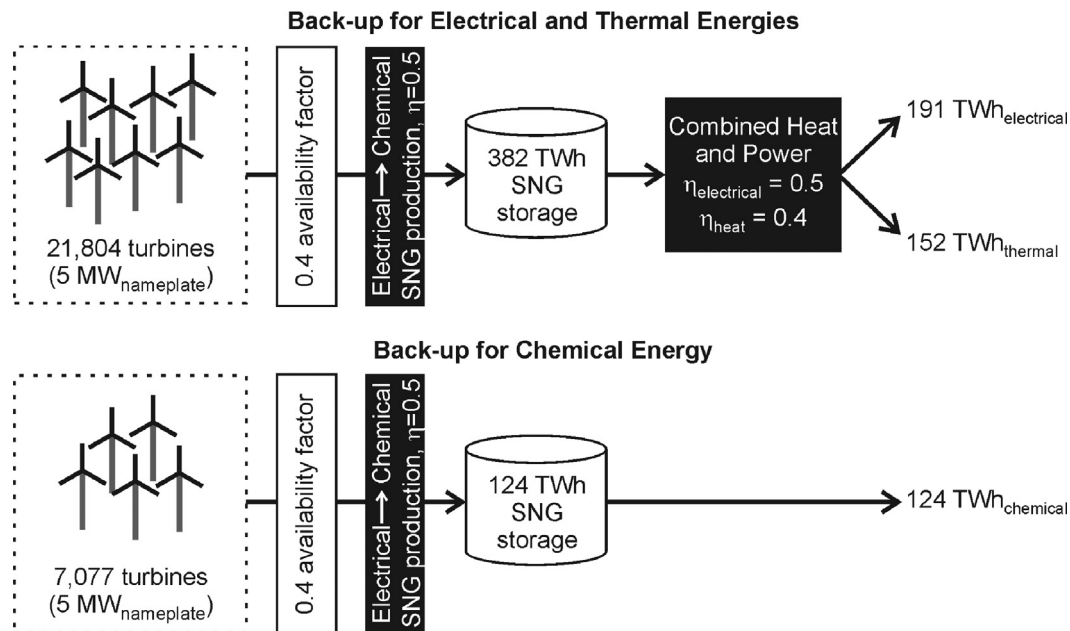 Back-up for Electrical and Thermal Energies
21,804 turbines
(5 MWnameplate)
0.4 availability factor
Electrical→Chemical
SNG production, η=0.5
382 TWh
SNG
storage
Combined Heat
and Power
ηelectrical = 0.5
ηheat = 0.4
191 TWhelectrical
152 TWhthermal
Back-up for Chemical Energy
7,077 turbines
(5 MWnameplate)
0.4 availability factor
Electrical→Chemical
SNG production, η=0.5
124 TWh
SNG
storage
124 TWhchemical